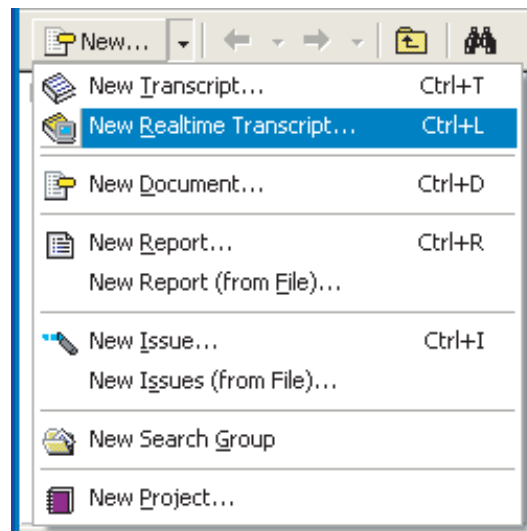 New...
New Transcript... Ctrl+T
New Realtime Transcript... Ctrl+L
New Document... Ctrl+D
New Report... Ctrl+R
New Report (from File)...
New Issue... Ctrl+I
New Issues (from File)...
New Search Group
New Project...